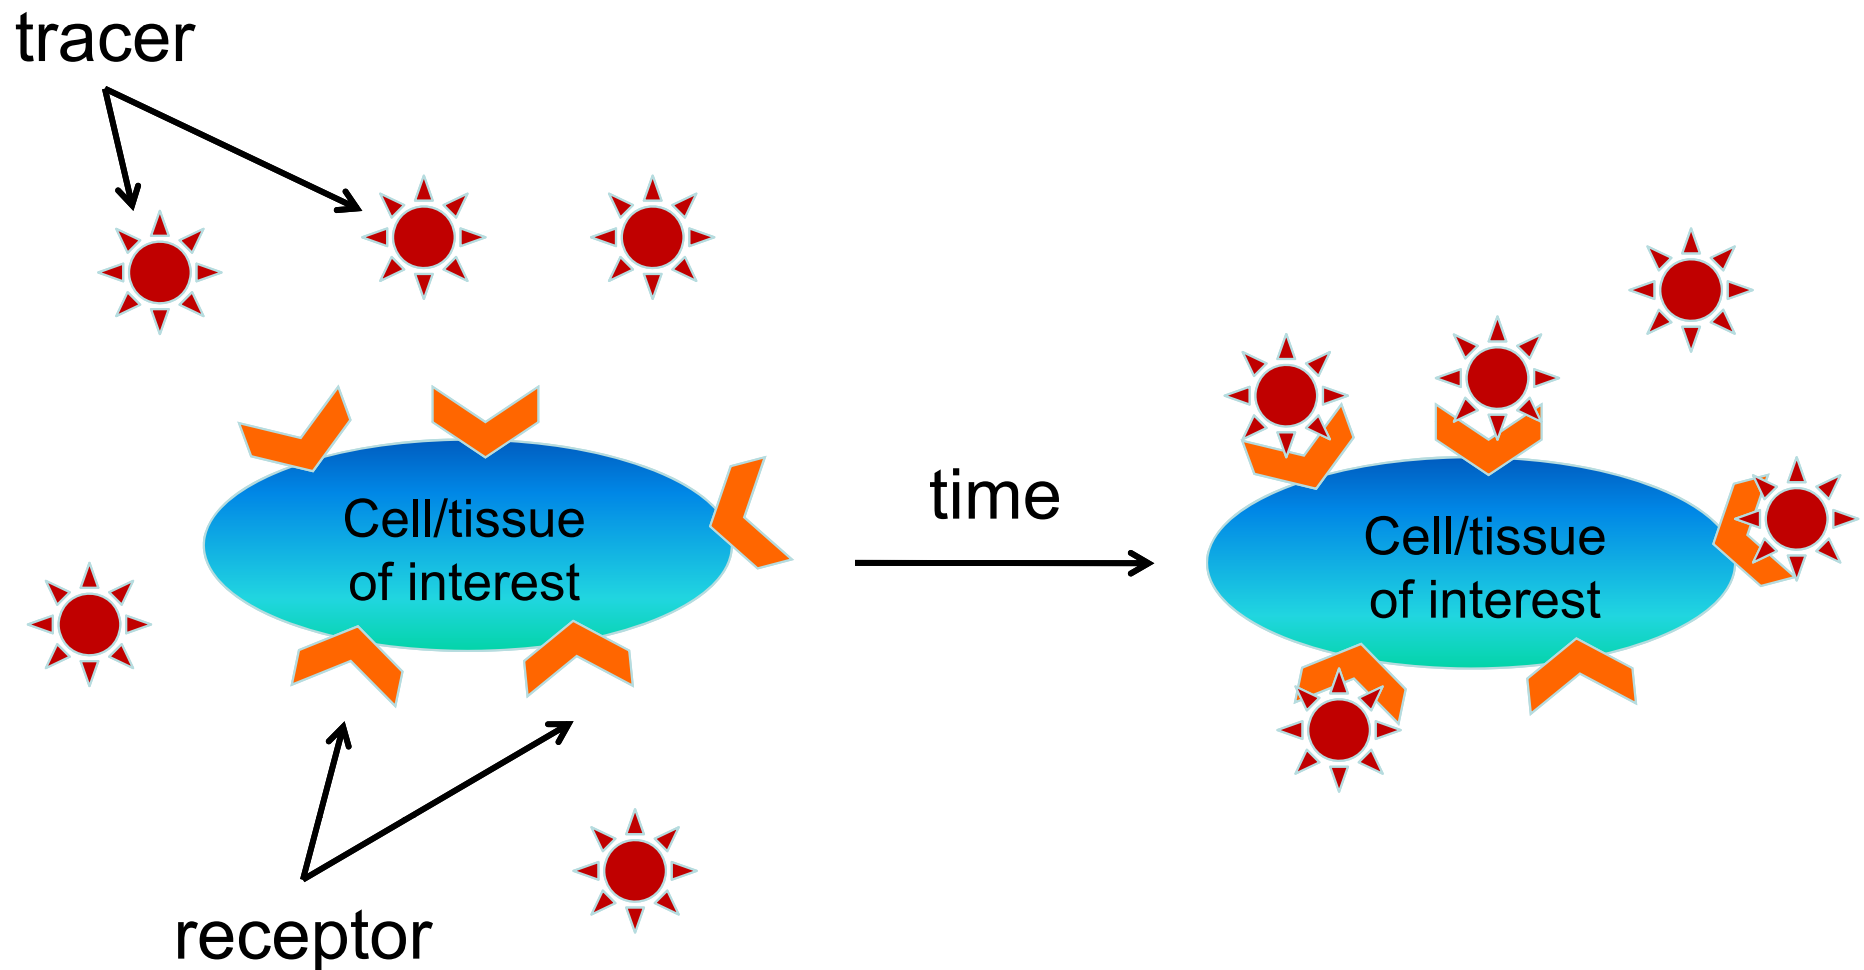 tracer
Cell/tissue
of interest
receptor
time
Cell/tissue
of interest